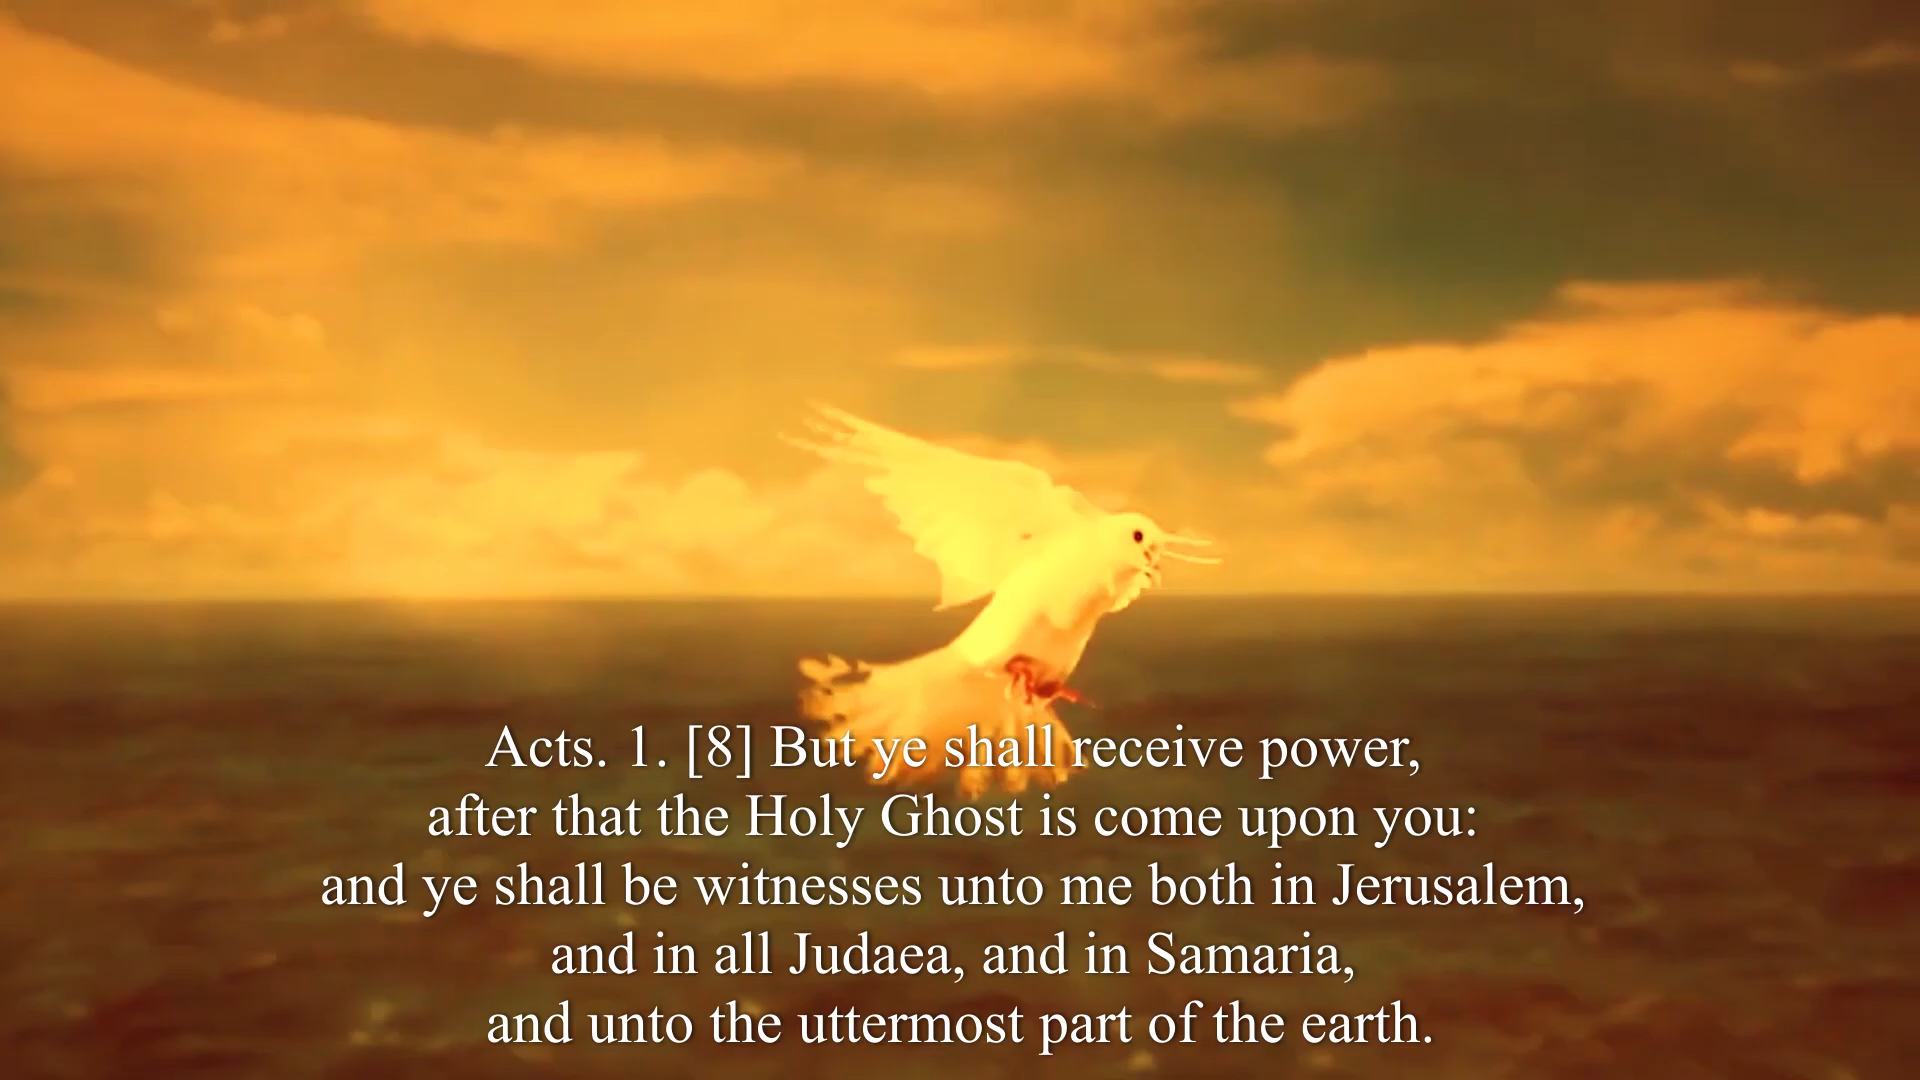 Acts. 1. [8] But ye shall receive power,
after that the Holy Ghost is come upon you:
and ye shall be witnesses unto me both in Jerusalem,
and in all Judaea, and in Samaria,
and unto the uttermost part of the earth.